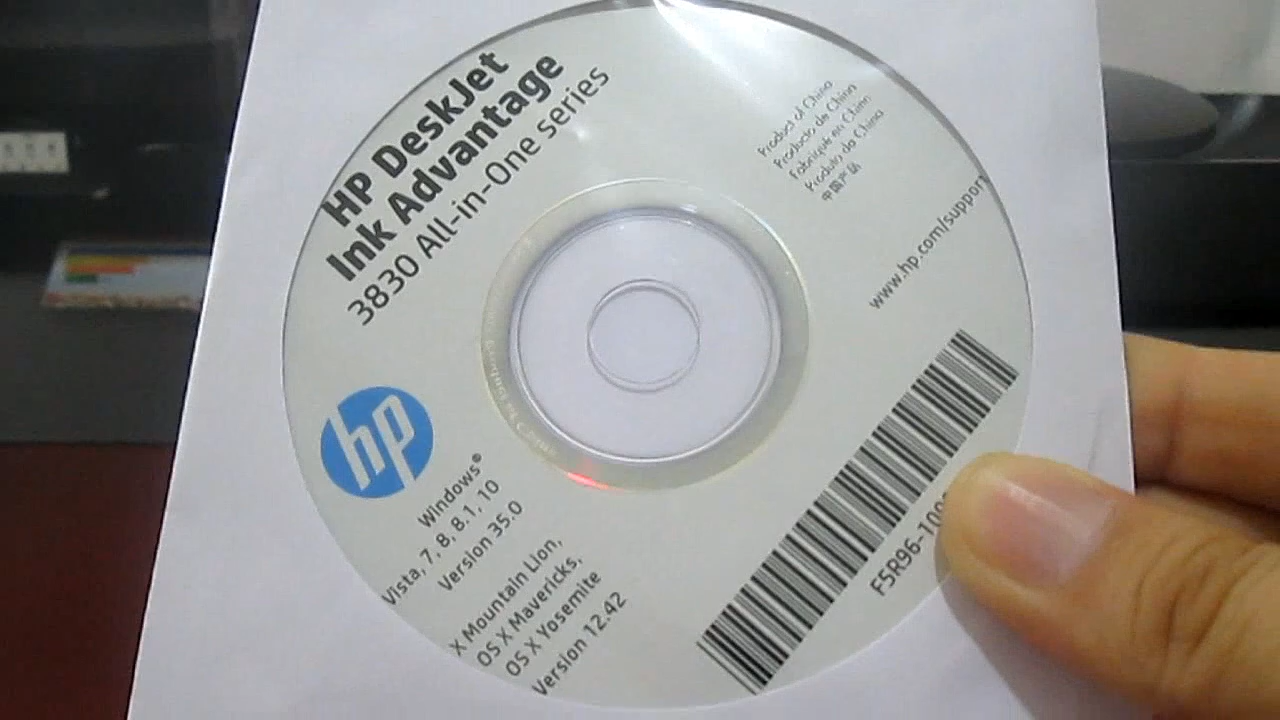 HP DeskJet
Ink Advantage
3830 All-in-One series
Product of China
Producto de China
Fabriqué en Chine
Produto da China
中国产品
www.hp.com/support
hp
Windows®
Vista, 7, 8, 8.1, 10
Version 35.0
X Mountain Lion,
OS X Mavericks,
OS X Yosemite
Version 12.42
F5R96-100